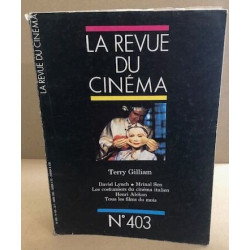 LA REVUE DU CINÉMA
LA REVUE
DU
CINÉMA
Terry Gilliam
David Lynch • Mrinal Sen
Les costumiers du cinéma italien
Henri Alekan
Tous les films du mois
N°403